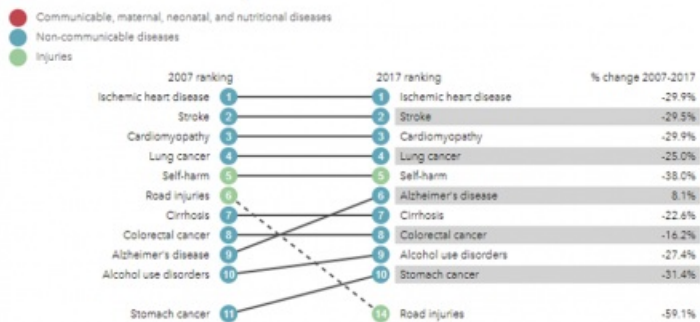 Communicable, maternal, neonatal, and nutritional diseases
Non-communicable diseases
Injuries
2007 ranking 2017 ranking % change 2007-2017
Ischemic heart disease 1 1 Ischemic heart disease -29.9%
Stroke 2 2 Stroke -29.5%
Cardiomyopathy 3 3 Cardiomyopathy -29.9%
Lung cancer 4 4 Lung cancer -25.0%
Self-harm 5 5 Self-harm -38.0%
Road injuries 6 6 Alzheimer's disease 8.1%
Cirrhosis 7 7 Cirrhosis -22.6%
Colorectal cancer 8 8 Colorectal cancer -16.2%
Alzheimer's disease 9 9 Alcohol use disorders -27.4%
Alcohol use disorders 10 10 Stomach cancer -31.4%
Stomach cancer 11 14 Road injuries -59.1%